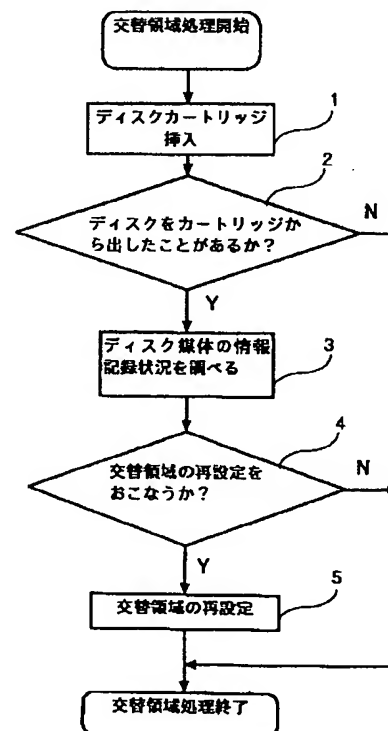 交替領域処理開始
1
ディスクカートリッジ
挿入
2
ディスクをカートリッジか
ら出したことがあるか？
N
Y
3
ディスク媒体の情報
記録状況を調べる
4
交替領域の再設定を
おこなうか？
N
Y
5
交替領域の再設定
交替領域処理終了